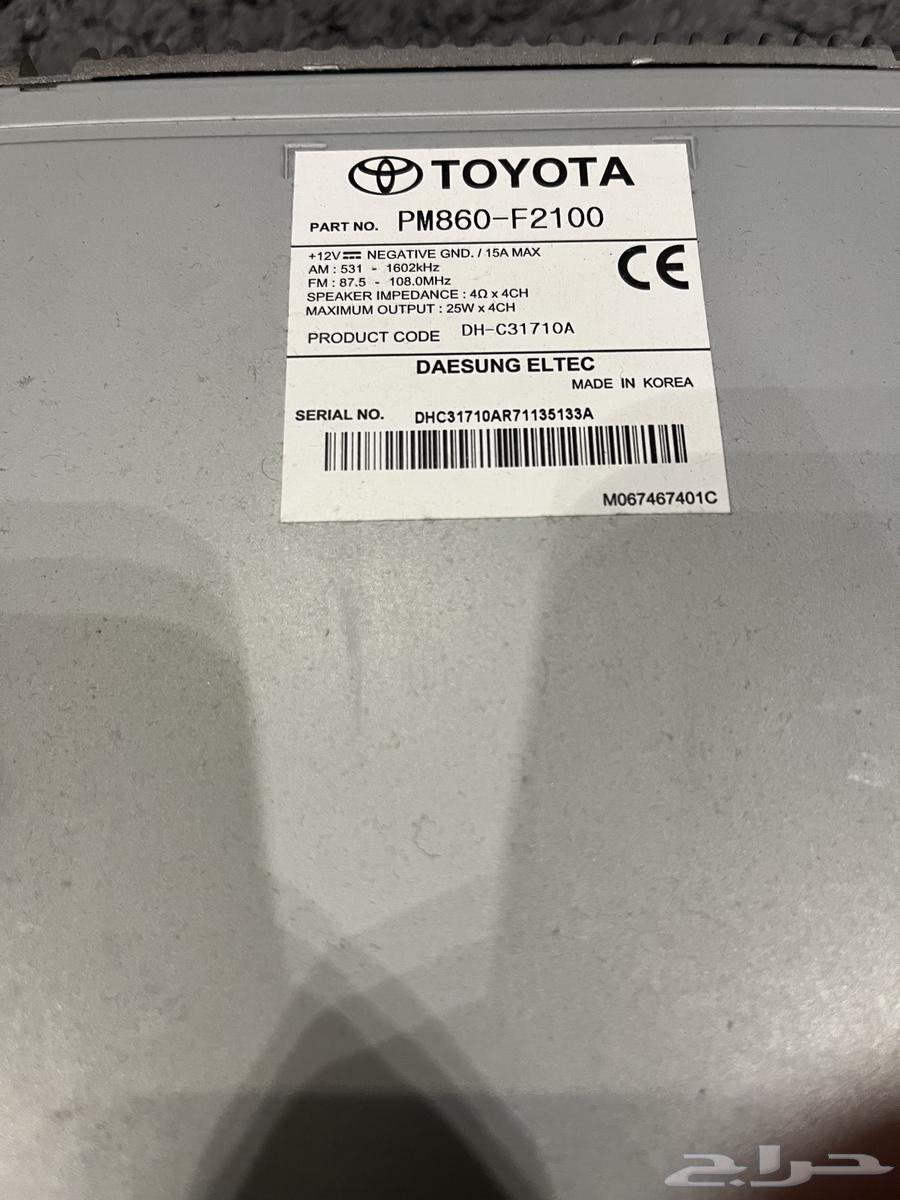 TOYOTA
PART NO. PM860-F2100
+12V NEGATIVE GND. / 15A MAX
AM : 531 - 1602kHz
FM : 87.5 - 108.0MHz
SPEAKER IMPEDANCE : 4Ω x 4CH
MAXIMUM OUTPUT : 25W x 4CH
CE
PRODUCT CODE DH-C31710A
DAESUNG ELTEC
MADE IN KOREA
SERIAL NO. DHC31710AR71135133A
M067467401C
حراج